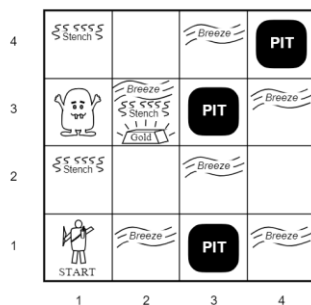 4
Stench
Breeze
PIT
3
Breeze
Stench
Gold
PIT
Breeze
2
Stench
Breeze
1
START
Breeze
PIT
Breeze
1 2 3 4